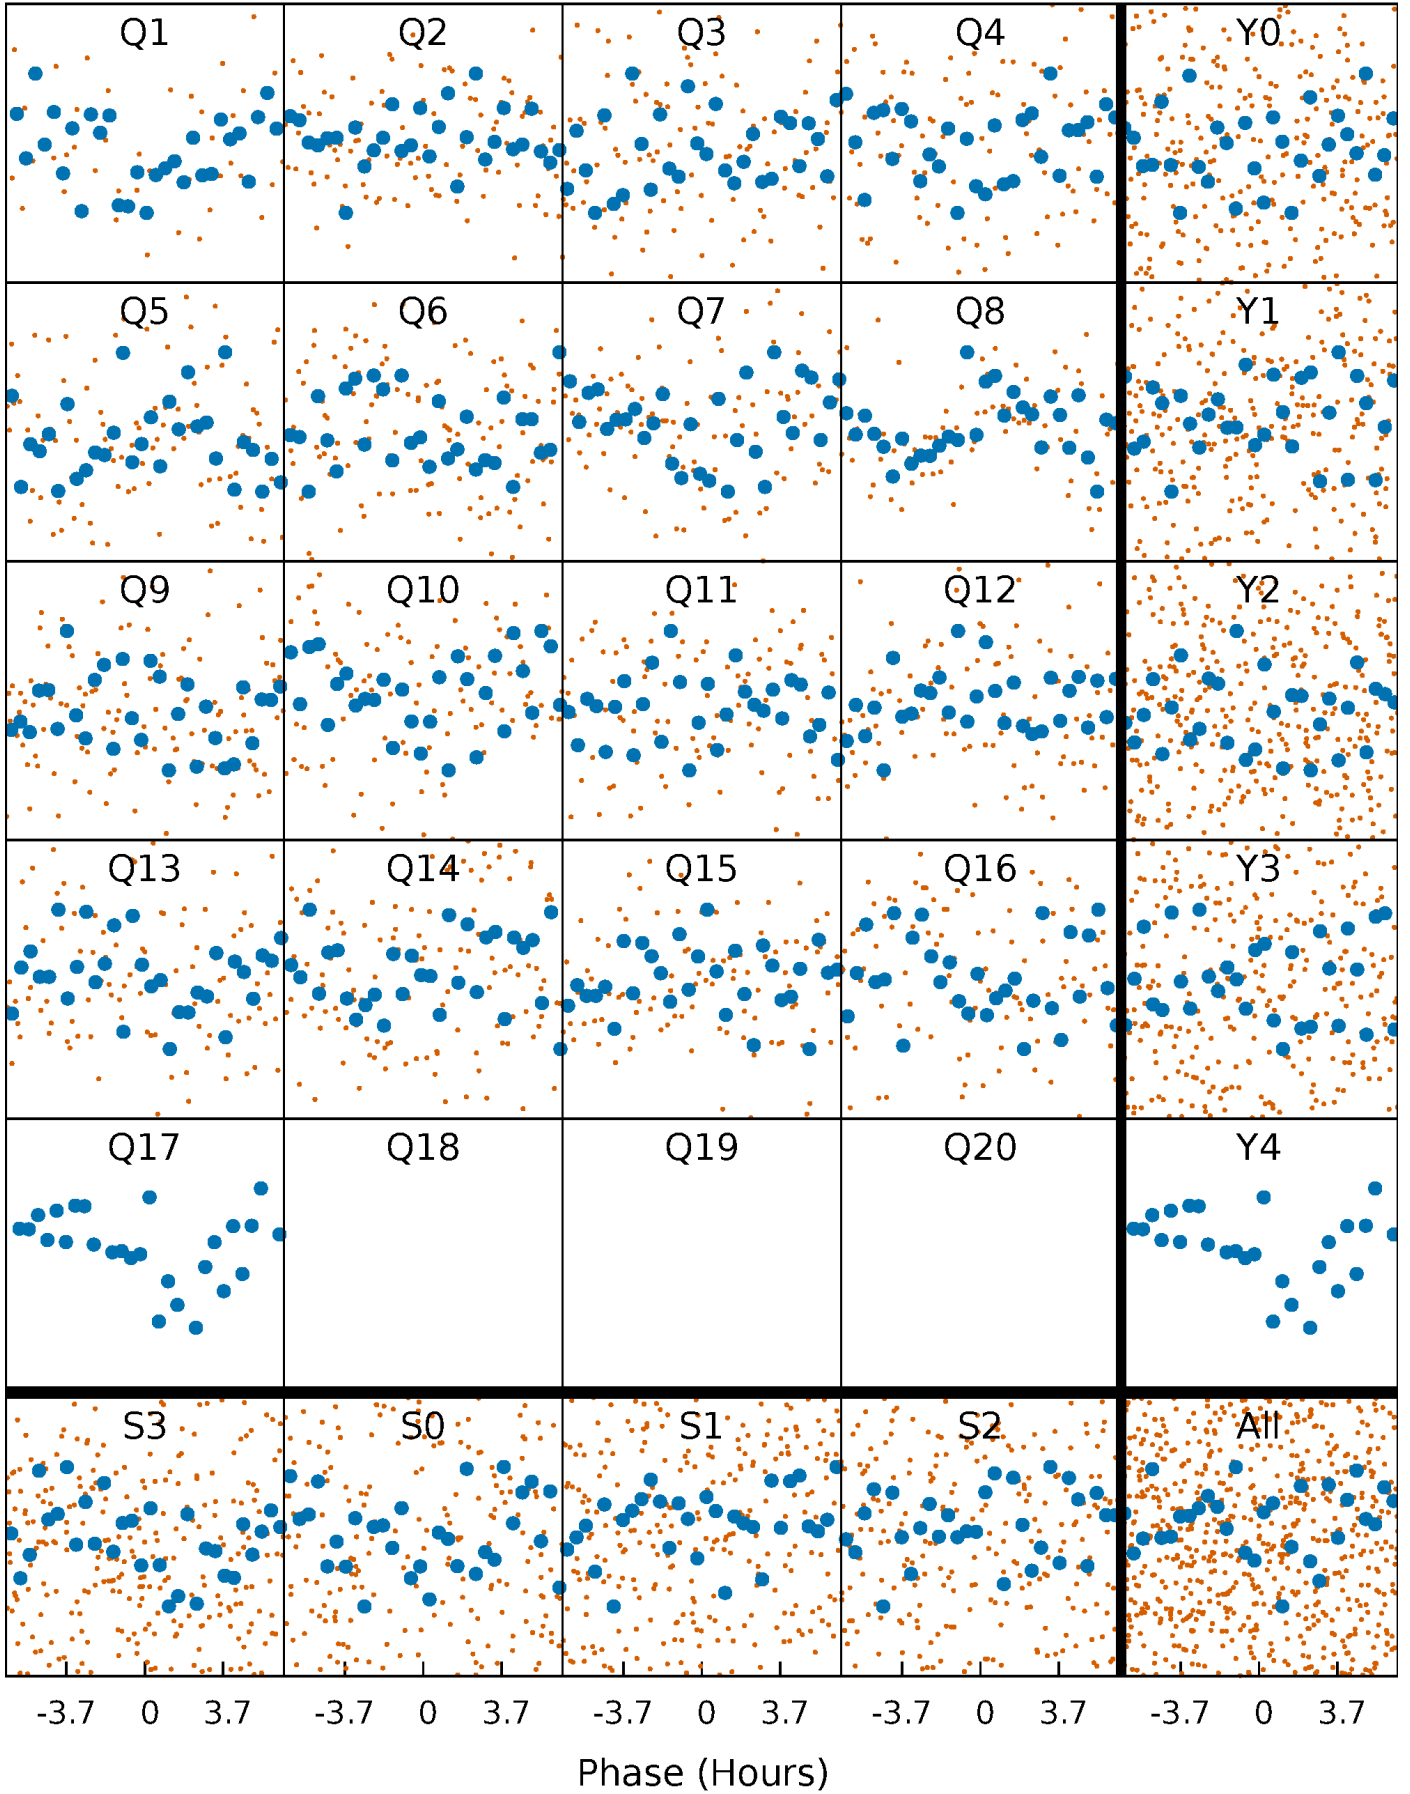 Q1 Q2 Q3 Q4 Y0
Q5 Q6 Q7 Q8 Y1
Q9 Q10 Q11 Q12 Y2
Q13 Q14 Q15 Q16 Y3
Q17 Q18 Q19 Q20 Y4
S3 S0 S1 S2 All
-3.7 0 3.7 -3.7 0 3.7 -3.7 0 3.7 -3.7 0 3.7 -3.7 0 3.7
Phase (Hours)